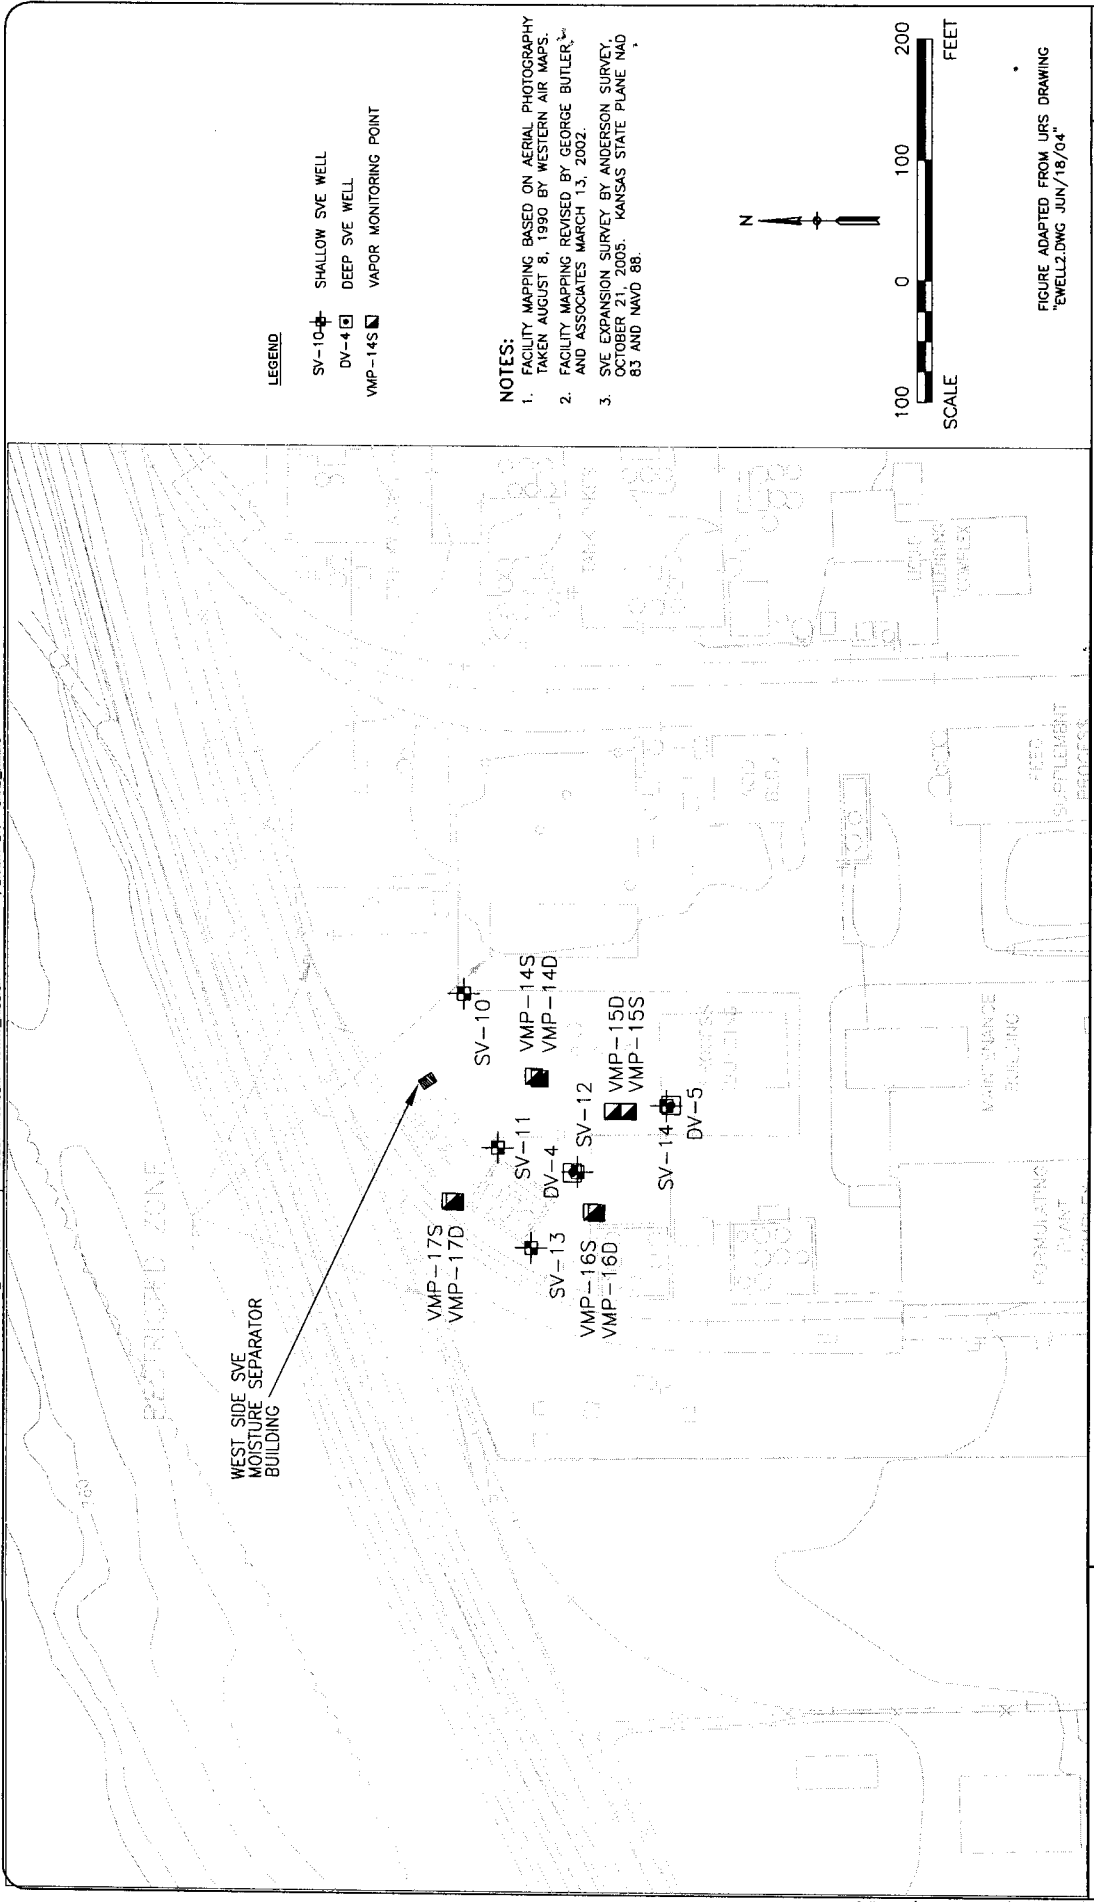 LEGEND
SV-10 SHALLOW SVE WELL
DV-4 DEEP SVE WELL
VMP-14S VAPOR MONITORING POINT
NOTES:
1. FACILITY MAPPING BASED ON AERIAL PHOTOGRAPHY
TAKEN AUGUST 8, 1990 BY WESTERN AIR MAPS.
2. FACILITY MAPPING REVISED BY GEORGE BUTLER
AND ASSOCIATES MARCH 13, 2002.
3. SVE EXPANSION SURVEY BY ANDERSON SURVEY,
OCTOBER 21, 2005. KANSAS STATE PLANE NAD
83 AND NAVD 88.
N
100 0 100 200
SCALE FEET
FIGURE ADAPTED FROM URS DRAWING
"EWELL2.DWG JUN/18/04"
WEST SIDE SVE
MOISTURE SEPARATOR
BUILDING
RESTRICTED ZONE
VMP-17S
VMP-17D
SV-10
SV-11
VMP-14S
VMP-14D
SV-13
DV-4
SV-12
VMP-16S
VMP-16D
VMP-15D
VMP-15S
SV-14
DV-5
MAINTENANCE
BUILDING
FORMULATING
PLANT
FEED
SUPPLEMENT
PROCESS
COMPLEX